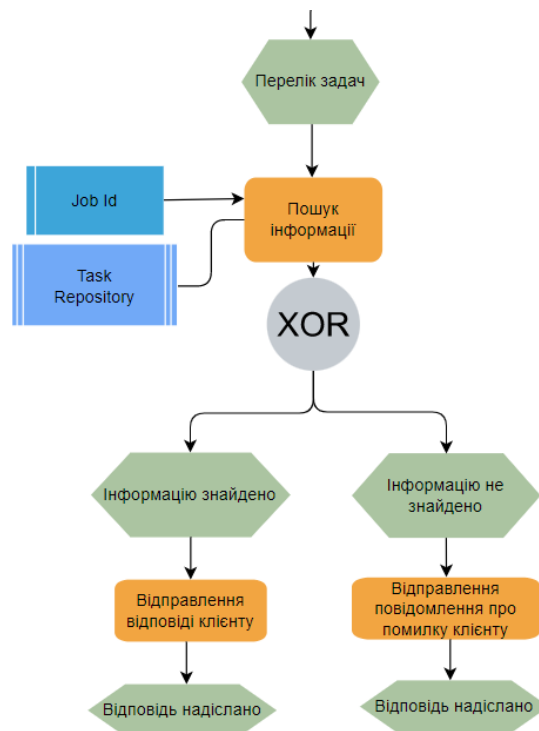 Перелік задач
Job Id
Пошук
інформації
Task
Repository
XOR
Інформацію знайдено
Інформацію не
знайдено
Відправлення
відповіді клієнту
Відправлення
повідомлення про
помилку клієнту
Відповідь надіслано
Відповідь надіслано